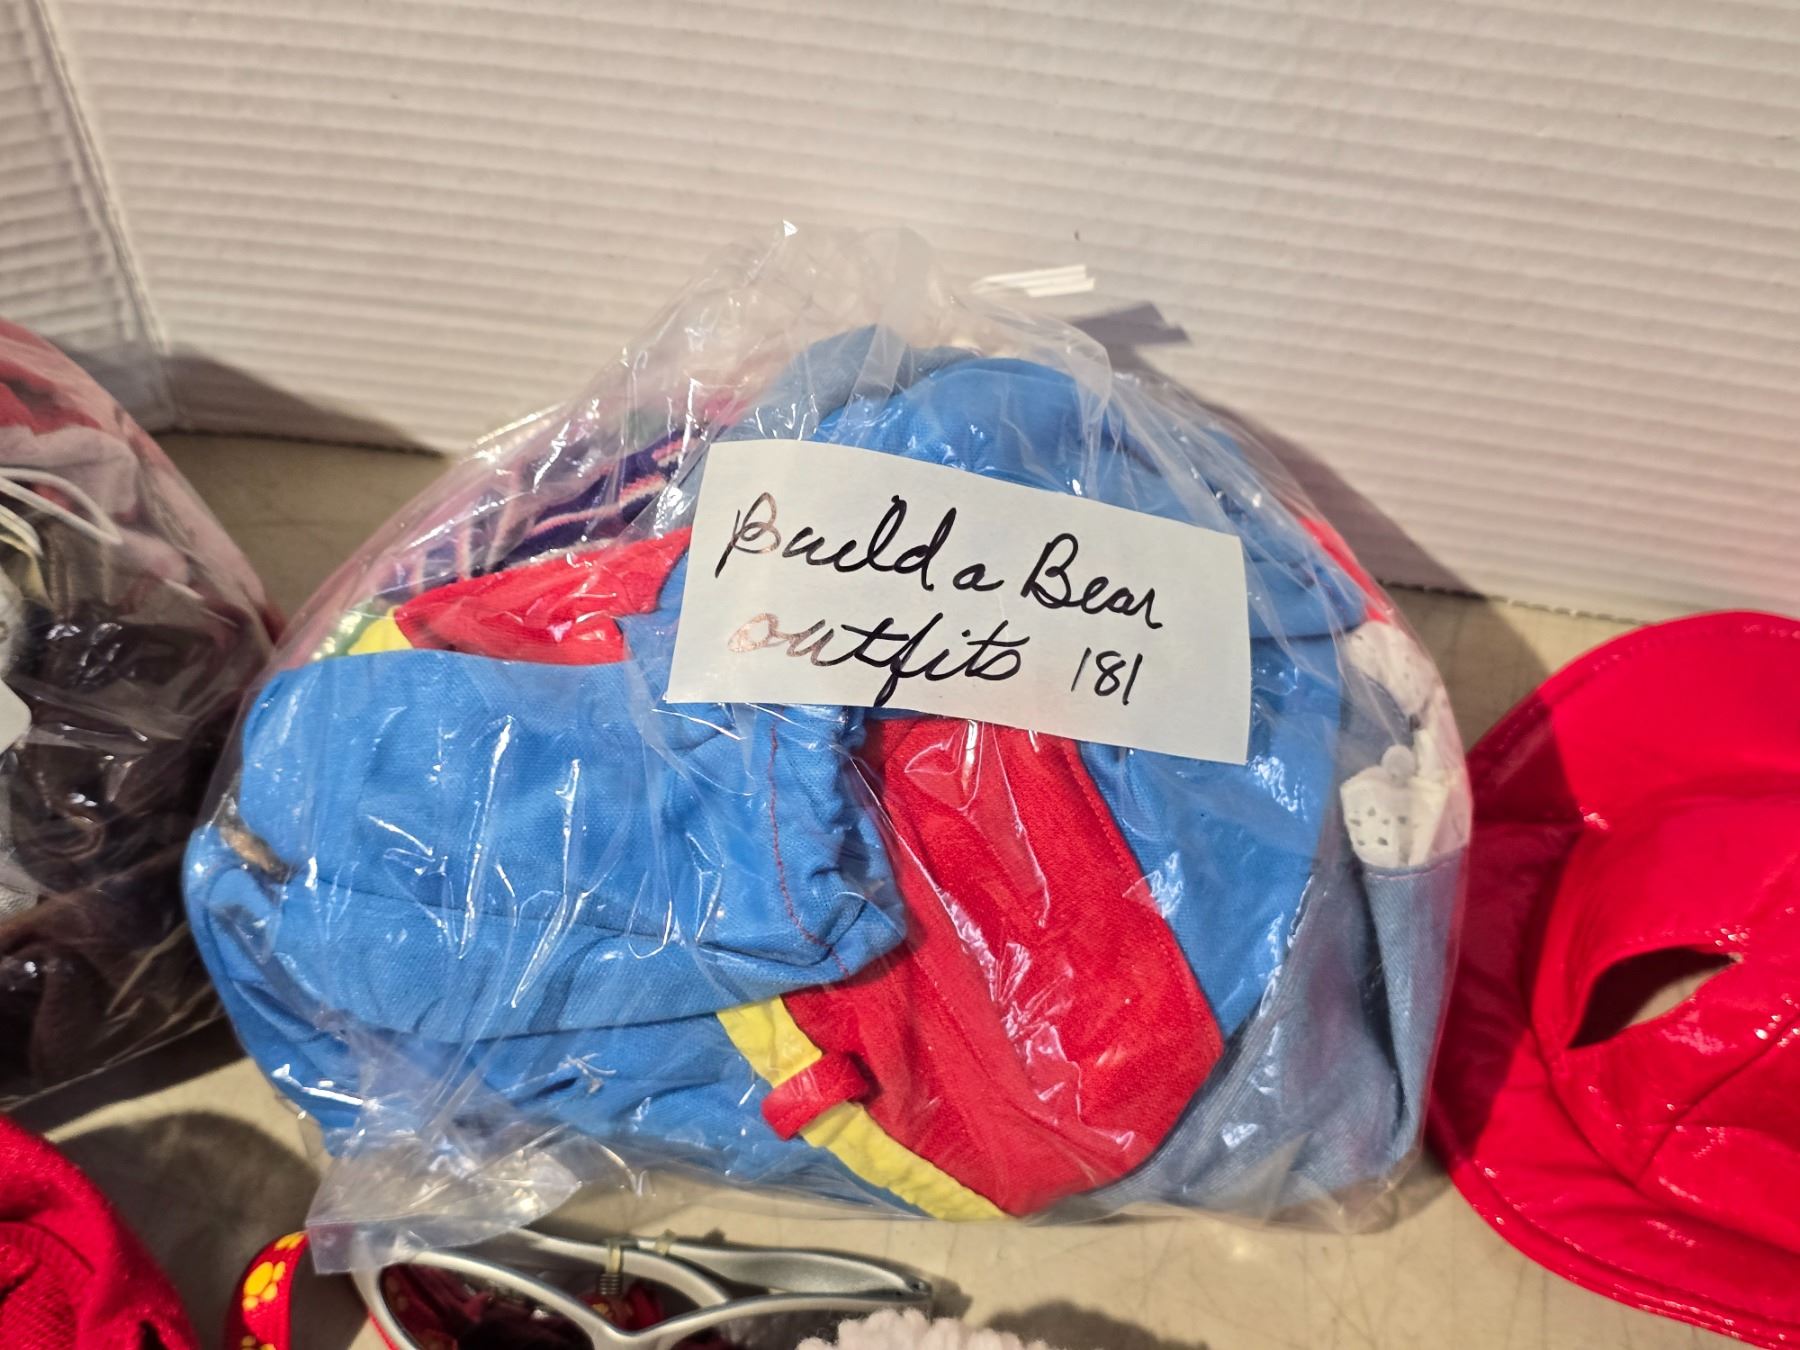 Build a Bear
outfits 181